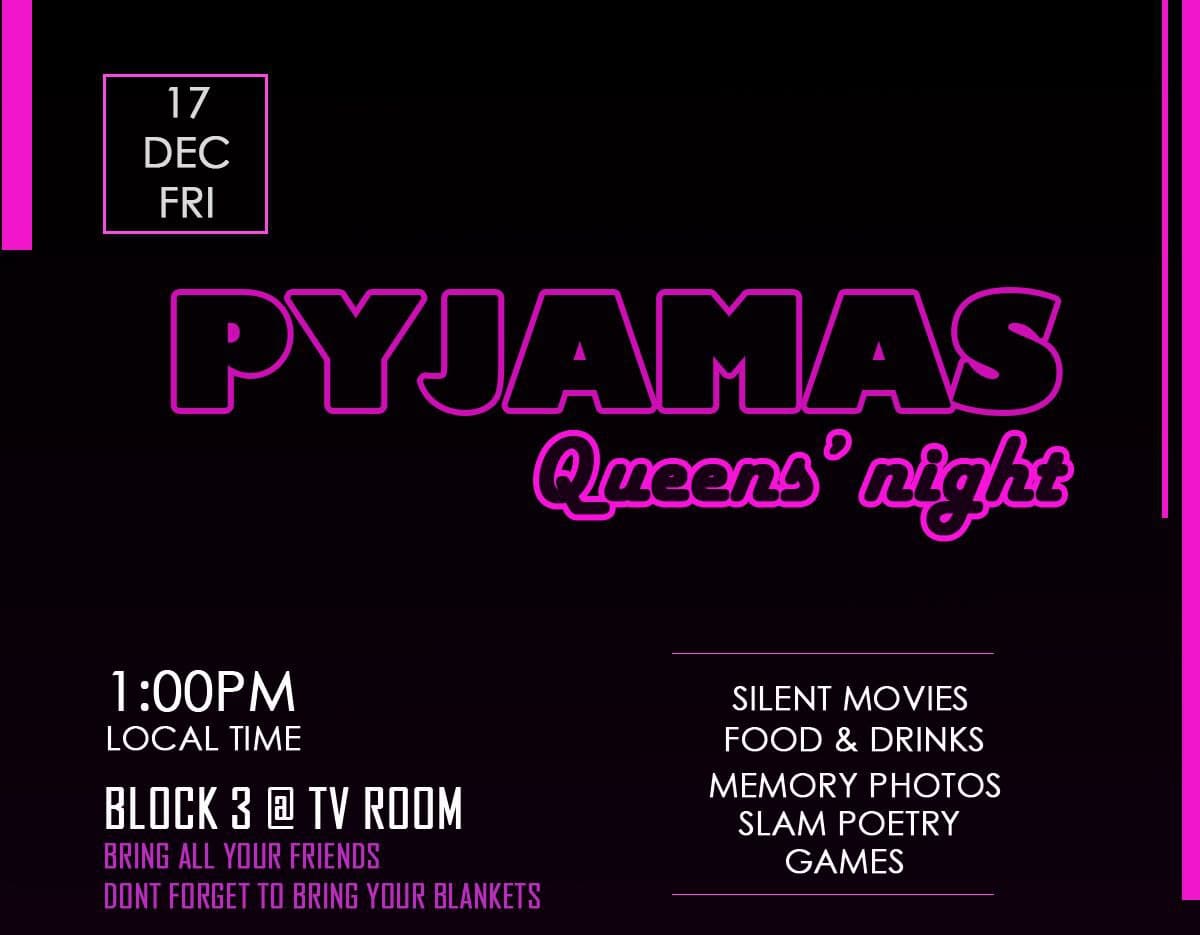 17
DEC
FRI
PYJAMAS
Queens' night
1:00PM
LOCAL TIME
BLOCK 3 @ TV ROOM
BRING ALL YOUR FRIENDS
DONT FORGET TO BRING YOUR BLANKETS
SILENT MOVIES
FOOD & DRINKS
MEMORY PHOTOS
SLAM POETRY
GAMES